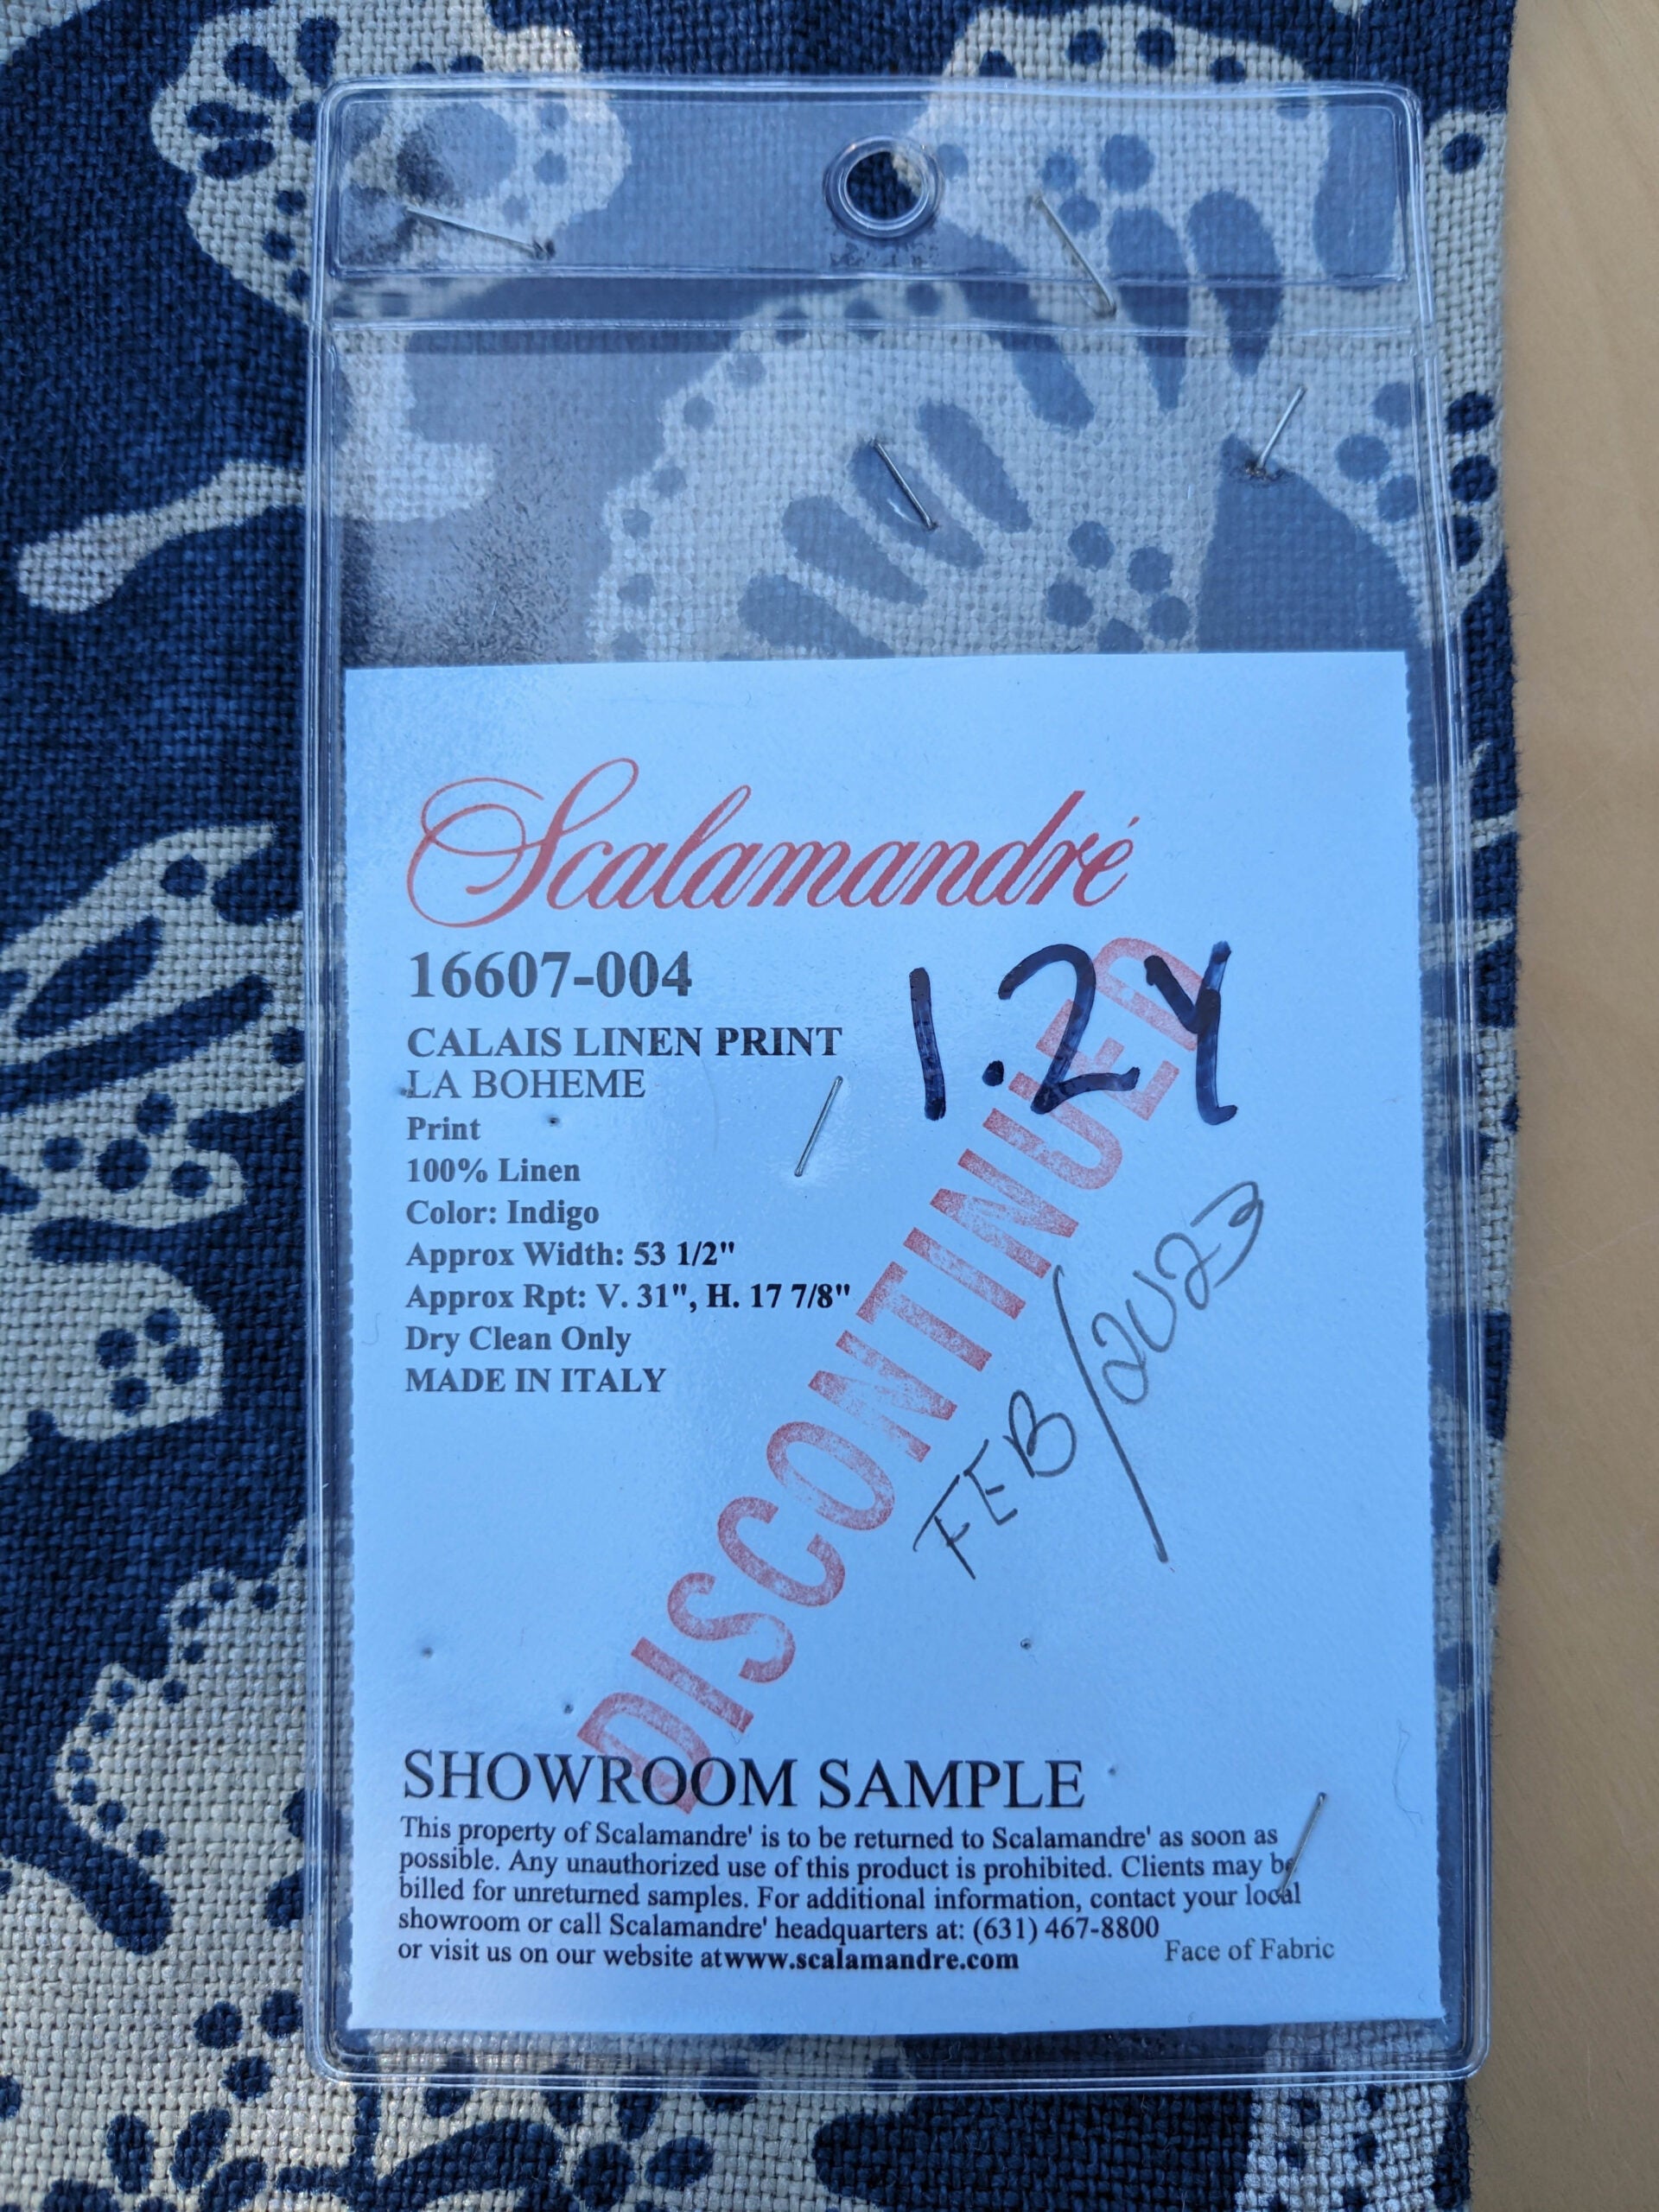 Scalamandré
16607-004
1.24
CALAIS LINEN PRINT
LA BOHEME
Print
100% Linen
Color: Indigo
Approx Width: 53 1/2"
Approx Rpt: V. 31", H. 17 7/8"
Dry Clean Only
MADE IN ITALY
DISCONTINUED
FEB/2023
SHOWROOM SAMPLE
This property of Scalamandre' is to be returned to Scalamandre' as soon as
possible. Any unauthorized use of this product is prohibited. Clients may be
billed for unreturned samples. For additional information, contact your local
showroom or call Scalamandre' headquarters at: (631) 467-8800
or visit us on our website atwww.scalamandre.com
Face of Fabric